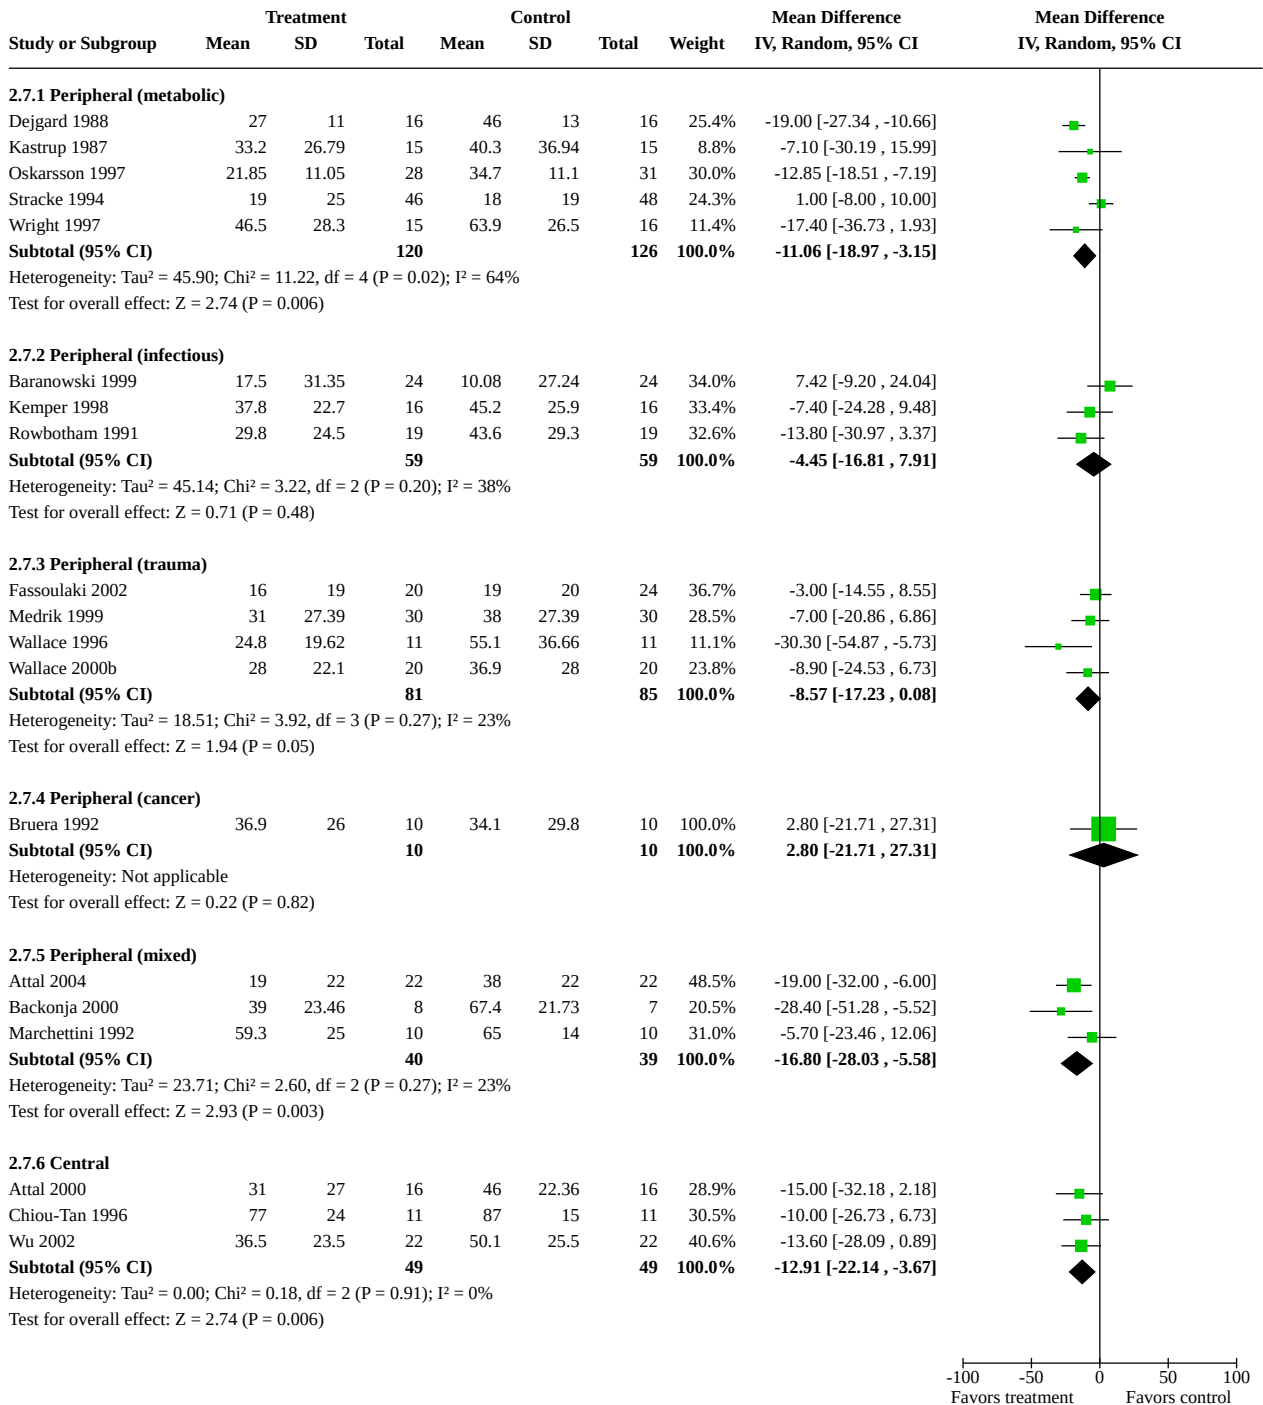 Treatment Control Mean Difference Mean Difference
Study or Subgroup Mean SD Total Mean SD Total Weight IV, Random, 95% CI IV, Random, 95% CI
2.7.1 Peripheral (metabolic)
Dejgard 1988 27 11 16 46 13 16 25.4% -19.00 [-27.34 , -10.66]
Kastrup 1987 33.2 26.79 15 40.3 36.94 15 8.8% -7.10 [-30.19 , 15.99]
Oskarsson 1997 21.85 11.05 28 34.7 11.1 31 30.0% -12.85 [-18.51 , -7.19]
Stracke 1994 19 25 46 18 19 48 24.3% 1.00 [-8.00 , 10.00]
Wright 1997 46.5 28.3 15 63.9 26.5 16 11.4% -17.40 [-36.73 , 1.93]
Subtotal (95% CI) 120 126 100.0% -11.06 [-18.97 , -3.15]
Heterogeneity: Tau² = 45.90; Chi² = 11.22, df = 4 (P = 0.02); I² = 64%
Test for overall effect: Z = 2.74 (P = 0.006)
2.7.2 Peripheral (infectious)
Baranowski 1999 17.5 31.35 24 10.08 27.24 24 34.0% 7.42 [-9.20 , 24.04]
Kemper 1998 37.8 22.7 16 45.2 25.9 16 33.4% -7.40 [-24.28 , 9.48]
Rowbotham 1991 29.8 24.5 19 43.6 29.3 19 32.6% -13.80 [-30.97 , 3.37]
Subtotal (95% CI) 59 59 100.0% -4.45 [-16.81 , 7.91]
Heterogeneity: Tau² = 45.14; Chi² = 3.22, df = 2 (P = 0.20); I² = 38%
Test for overall effect: Z = 0.71 (P = 0.48)
2.7.3 Peripheral (trauma)
Fassoulaki 2002 16 19 20 19 20 24 36.7% -3.00 [-14.55 , 8.55]
Medrik 1999 31 27.39 30 38 27.39 30 28.5% -7.00 [-20.86 , 6.86]
Wallace 1996 24.8 19.62 11 55.1 36.66 11 11.1% -30.30 [-54.87 , -5.73]
Wallace 2000b 28 22.1 20 36.9 28 20 23.8% -8.90 [-24.53 , 6.73]
Subtotal (95% CI) 81 85 100.0% -8.57 [-17.23 , 0.08]
Heterogeneity: Tau² = 18.51; Chi² = 3.92, df = 3 (P = 0.27); I² = 23%
Test for overall effect: Z = 1.94 (P = 0.05)
2.7.4 Peripheral (cancer)
Bruera 1992 36.9 26 10 34.1 29.8 10 100.0% 2.80 [-21.71 , 27.31]
Subtotal (95% CI) 10 10 100.0% 2.80 [-21.71 , 27.31]
Heterogeneity: Not applicable
Test for overall effect: Z = 0.22 (P = 0.82)
2.7.5 Peripheral (mixed)
Attal 2004 19 22 22 38 22 22 48.5% -19.00 [-32.00 , -6.00]
Backonja 2000 39 23.46 8 67.4 21.73 7 20.5% -28.40 [-51.28 , -5.52]
Marchettini 1992 59.3 25 10 65 14 10 31.0% -5.70 [-23.46 , 12.06]
Subtotal (95% CI) 40 39 100.0% -16.80 [-28.03 , -5.58]
Heterogeneity: Tau² = 23.71; Chi² = 2.60, df = 2 (P = 0.27); I² = 23%
Test for overall effect: Z = 2.93 (P = 0.003)
2.7.6 Central
Attal 2000 31 27 16 46 22.36 16 28.9% -15.00 [-32.18 , 2.18]
Chiou-Tan 1996 77 24 11 87 15 11 30.5% -10.00 [-26.73 , 6.73]
Wu 2002 36.5 23.5 22 50.1 25.5 22 40.6% -13.60 [-28.09 , 0.89]
Subtotal (95% CI) 49 49 100.0% -12.91 [-22.14 , -3.67]
Heterogeneity: Tau² = 0.00; Chi² = 0.18, df = 2 (P = 0.91); I² = 0%
Test for overall effect: Z = 2.74 (P = 0.006)
-100 -50 0 50 100
Favors treatment Favors control